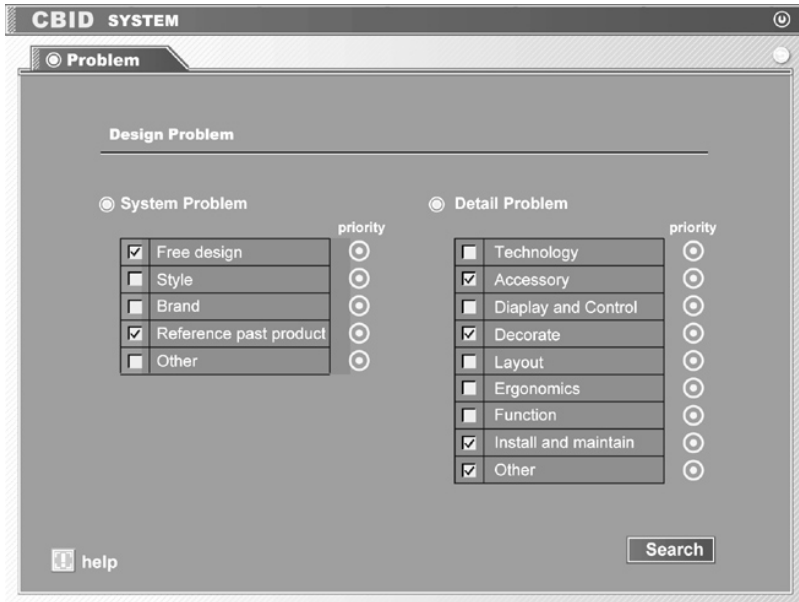 CBID SYSTEM
Problem
Design Problem
System Problem
priority
Free design
Style
Brand
Reference past product
Other
Detail Problem
priority
Technology
Accessory
Diaplay and Control
Decorate
Layout
Ergonomics
Function
Install and maintain
Other
help
Search